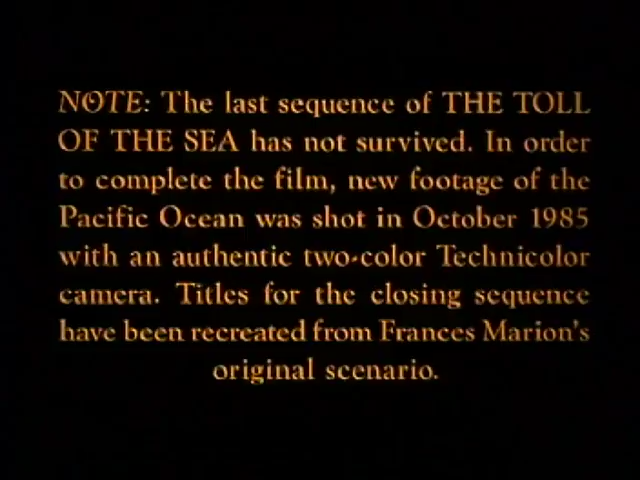 NOTE: The last sequence of THE TOLL
OF THE SEA has not survived. In order
to complete the film, new footage of the
Pacific Ocean was shot in October 1985
with an authentic two-color Technicolor
camera. Titles for the closing sequence
have been recreated from Frances Marion's
original scenario.